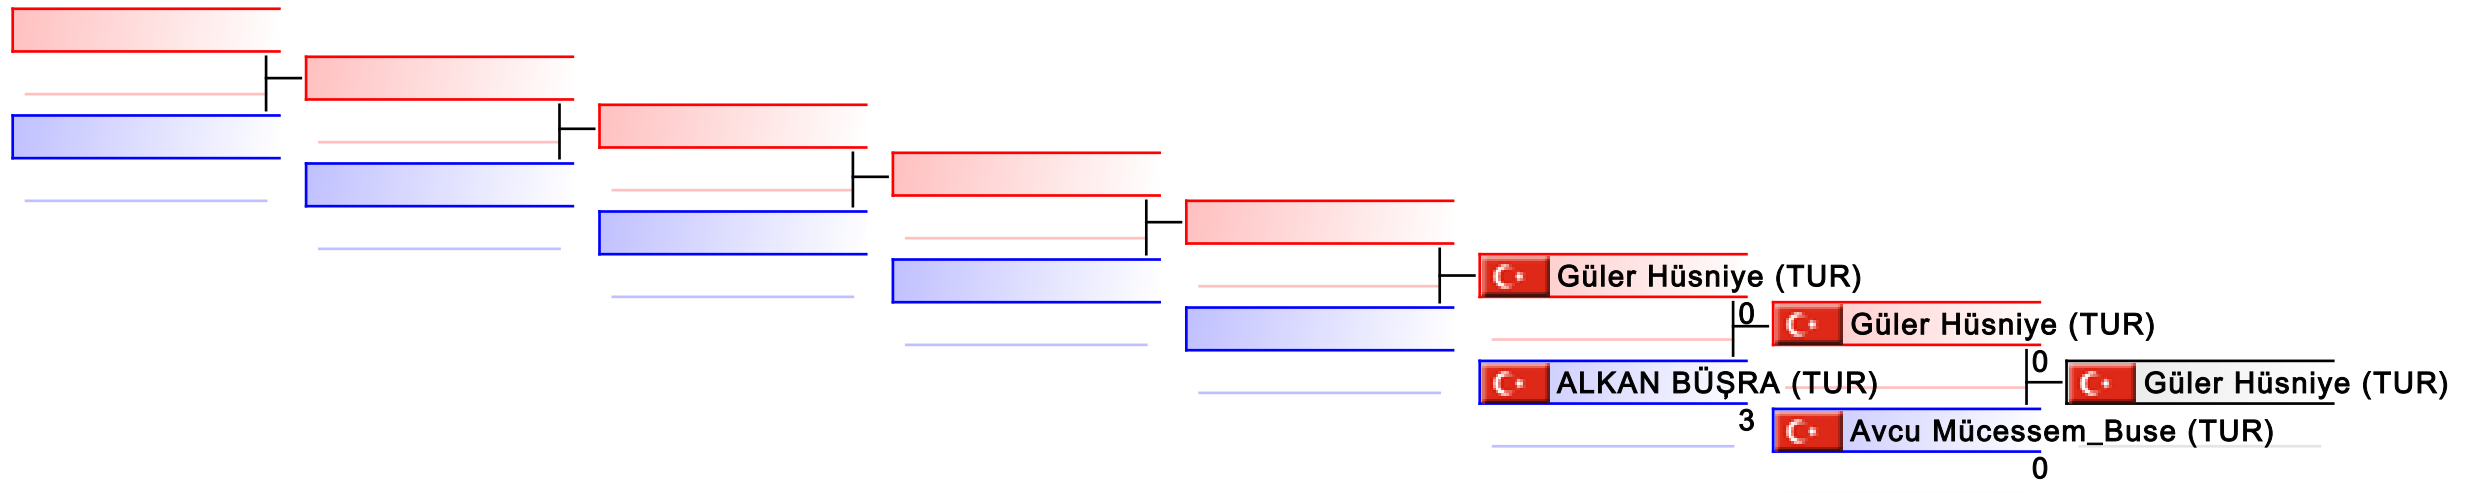 Güler Hüsniye (TUR)
0
Güler Hüsniye (TUR)
ALKAN BÜŞRA (TUR)
3
0
Güler Hüsniye (TUR)
Avcu Mücessem_Buse (TUR)
0